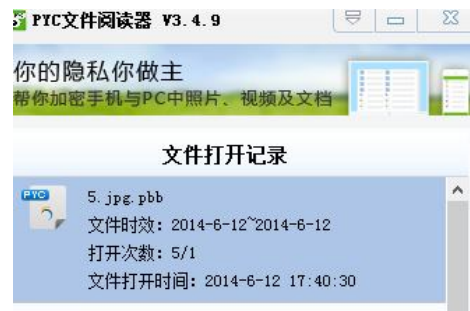 PYC文件阅读器 V3.4.9
你的隐私你做主
帮你加密手机与PC中照片、视频及文档
文件打开记录
PYC
5.jpg.pbb
文件时效：2014-6-12~2014-6-12
打开次数：5/1
文件打开时间：2014-6-12 17:40:30